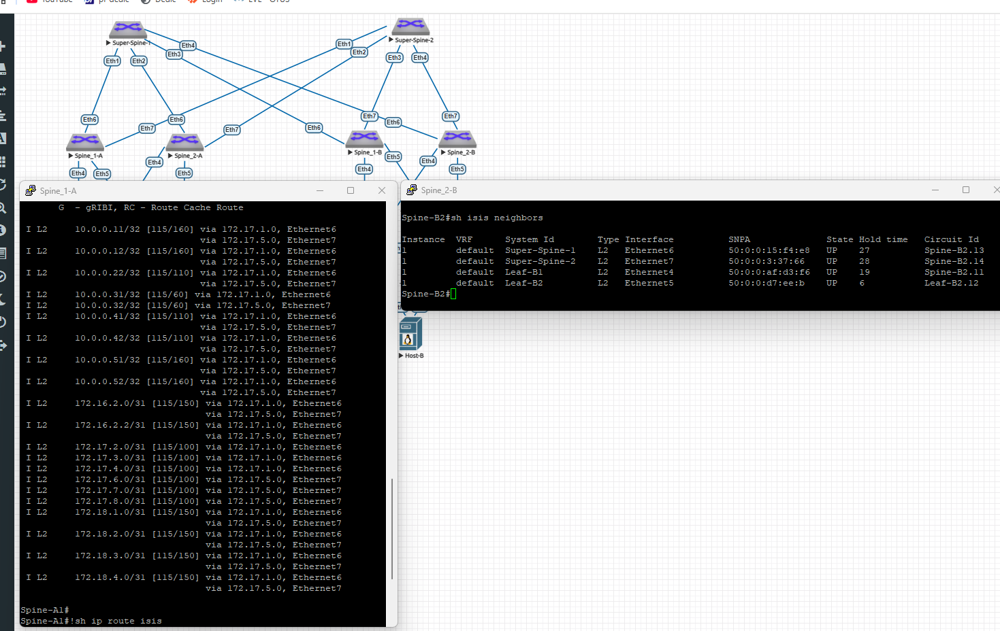 YouTube
pr-dedic
Dedic
Login
EVE - OTUS
Super-Spine-1
Super-Spine-2
Eth4
Eth3
Eth1
Eth2
Eth1
Eth2
Eth3
Eth4
Eth6
Eth7
Eth6
Eth7
Eth6
Eth7
Eth6
Eth7
Spine_1-A
Spine_2-A
Spine_1-B
Spine_2-B
Eth4
Eth5
Eth4
Eth5
Eth4
Eth5
Eth4
Eth5
Spine_1-A
G - gRIBI, RC - Route Cache Route
I L2 10.0.0.11/32 [115/160] via 172.17.1.0, Ethernet6
via 172.17.5.0, Ethernet7
I L2 10.0.0.12/32 [115/160] via 172.17.1.0, Ethernet6
via 172.17.5.0, Ethernet7
I L2 10.0.0.22/32 [115/110] via 172.17.1.0, Ethernet6
via 172.17.5.0, Ethernet7
I L2 10.0.0.31/32 [115/60] via 172.17.1.0, Ethernet6
I L2 10.0.0.32/32 [115/60] via 172.17.5.0, Ethernet7
I L2 10.0.0.41/32 [115/110] via 172.17.1.0, Ethernet6
via 172.17.5.0, Ethernet7
I L2 10.0.0.42/32 [115/110] via 172.17.1.0, Ethernet6
via 172.17.5.0, Ethernet7
I L2 10.0.0.51/32 [115/160] via 172.17.1.0, Ethernet6
via 172.17.5.0, Ethernet7
I L2 10.0.0.52/32 [115/160] via 172.17.1.0, Ethernet6
via 172.17.5.0, Ethernet7
I L2 172.16.2.0/31 [115/150] via 172.17.1.0, Ethernet6
via 172.17.5.0, Ethernet7
I L2 172.16.2.2/31 [115/150] via 172.17.1.0, Ethernet6
via 172.17.5.0, Ethernet7
I L2 172.17.2.0/31 [115/100] via 172.17.1.0, Ethernet6
I L2 172.17.3.0/31 [115/100] via 172.17.1.0, Ethernet6
I L2 172.17.4.0/31 [115/100] via 172.17.1.0, Ethernet6
I L2 172.17.6.0/31 [115/100] via 172.17.5.0, Ethernet7
I L2 172.17.7.0/31 [115/100] via 172.17.5.0, Ethernet7
I L2 172.17.8.0/31 [115/100] via 172.17.5.0, Ethernet7
I L2 172.18.1.0/31 [115/150] via 172.17.1.0, Ethernet6
via 172.17.5.0, Ethernet7
I L2 172.18.2.0/31 [115/150] via 172.17.1.0, Ethernet6
via 172.17.5.0, Ethernet7
I L2 172.18.3.0/31 [115/150] via 172.17.1.0, Ethernet6
via 172.17.5.0, Ethernet7
I L2 172.18.4.0/31 [115/150] via 172.17.1.0, Ethernet6
via 172.17.5.0, Ethernet7
Spine-A1#
Spine-A1#!sh ip route isis
Spine_2-B
Spine-B2#sh isis neighbors
Instance VRF System Id Type Interface SNPA State Hold time Circuit Id
1 default Super-Spine-1 L2 Ethernet6 50:0:0:15:f4:e8 UP 27 Spine-B2.13
1 default Super-Spine-2 L2 Ethernet7 50:0:0:3:37:66 UP 28 Spine-B2.14
1 default Leaf-B1 L2 Ethernet4 50:0:0:af:d3:f6 UP 19 Spine-B2.11
1 default Leaf-B2 L2 Ethernet5 50:0:0:d7:ee:b UP 6 Leaf-B2.12
Spine-B2#
Host-B